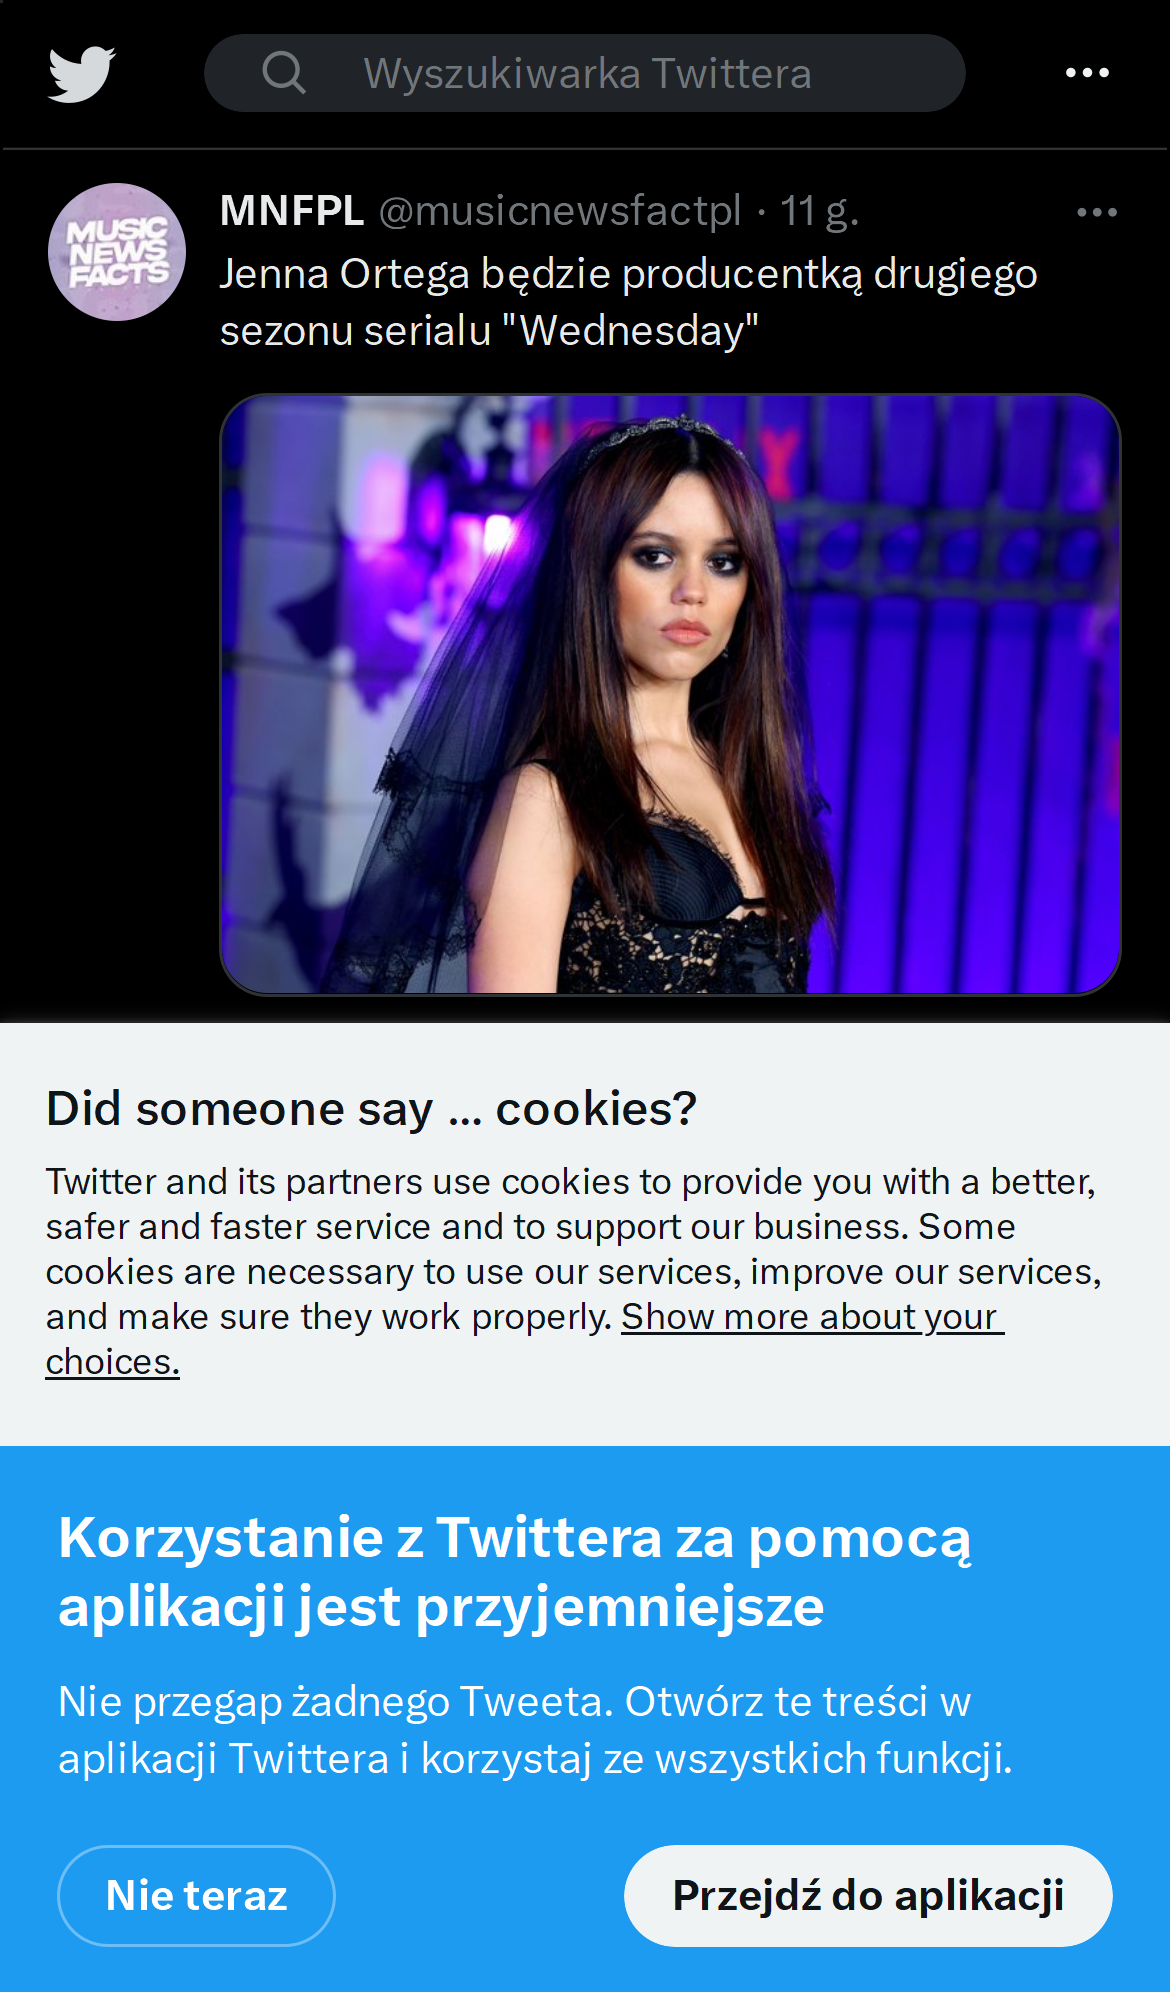 Wyszukiwarka Twittera
MUSIC
NEWS
FACTS
MNFPL @musicnewsfactpl · 11 g.
Jenna Ortega będzie producentką drugiego
sezonu serialu "Wednesday"
Did someone say ... cookies?
Twitter and its partners use cookies to provide you with a better,
safer and faster service and to support our business. Some
cookies are necessary to use our services, improve our services,
and make sure they work properly. Show more about your
choices.
Korzystanie z Twittera za pomocą
aplikacji jest przyjemniejsze
Nie przegap żadnego Tweeta. Otwórz te treści w
aplikacji Twittera i korzystaj ze wszystkich funkcji.
Nie teraz
Przejdź do aplikacji